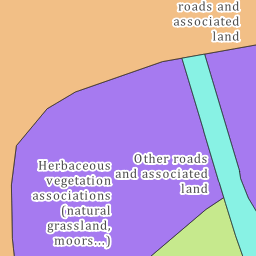 roads and
associated
land
Other roads
and associated
land
Herbaceous
vegetation
associations
(natural
grassland,
moors...)